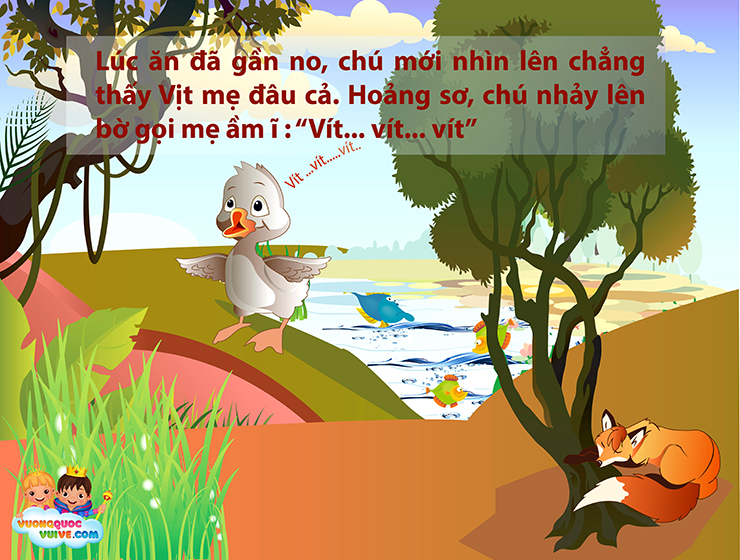 Lúc ăn đã gần no, chú mới nhìn lên chẳng
thấy Vịt mẹ đâu cả. Hoảng sơ, chú nhảy lên
bờ gọi mẹ ầm ĩ : “Vít... vít... vít”
Vít ...vít.....vít..
VUONGQUOC
VUIVE.COM